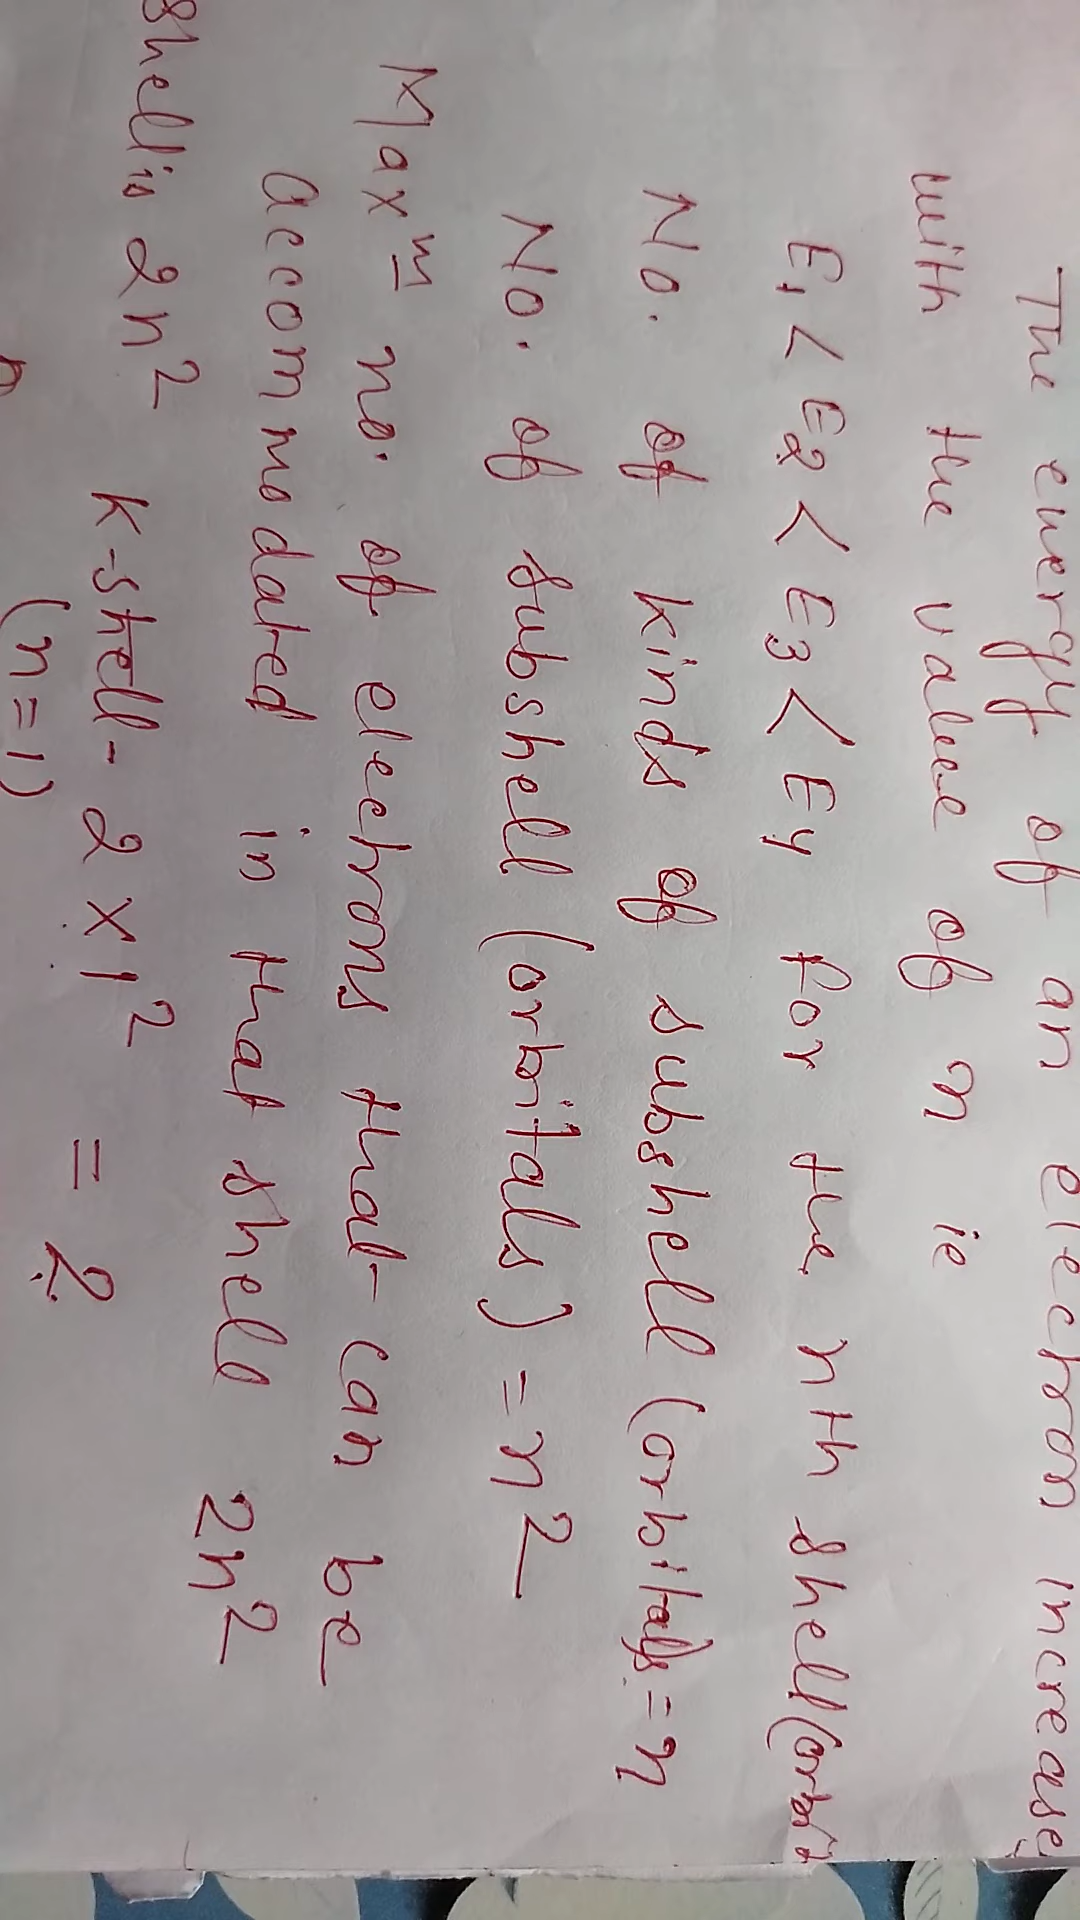 The energy of an electron increase
with the value of n ie
E1 < E2 < E3 < E4 for the nth shell (orbit
No. of kinds of subshell (orbitals = n
No. of subshell (orbitals) = n²
Maxᵐ no. of electrons that can be
accommodated in that shell 2n²
shell is 2n² K-shell- 2 × 1² = 2
(n=1)